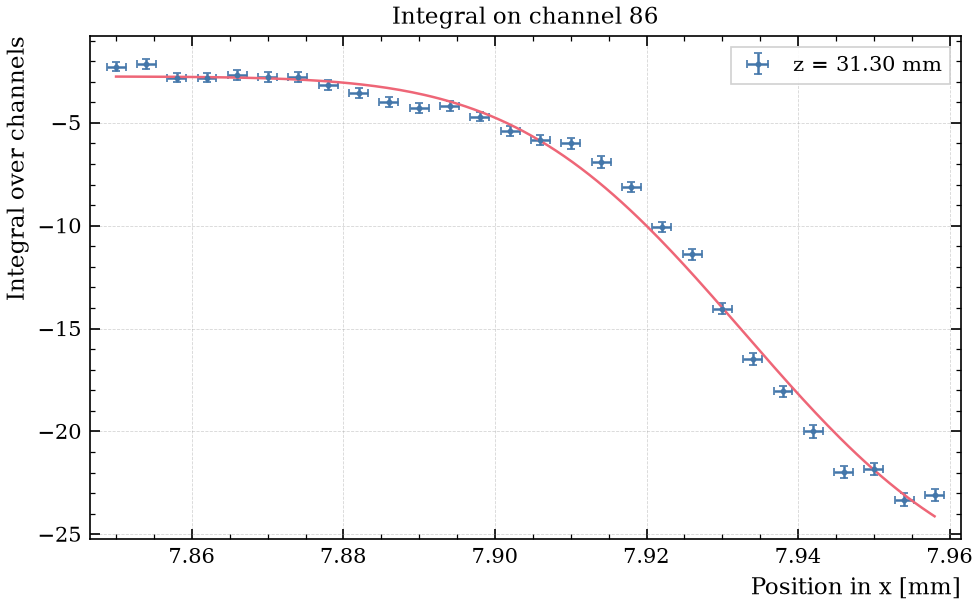 Integral on channel 86
Integral over channels
z = 31.30 mm
−5
−10
−15
−20
−25
7.86 7.88 7.90 7.92 7.94 7.96
Position in x [mm]